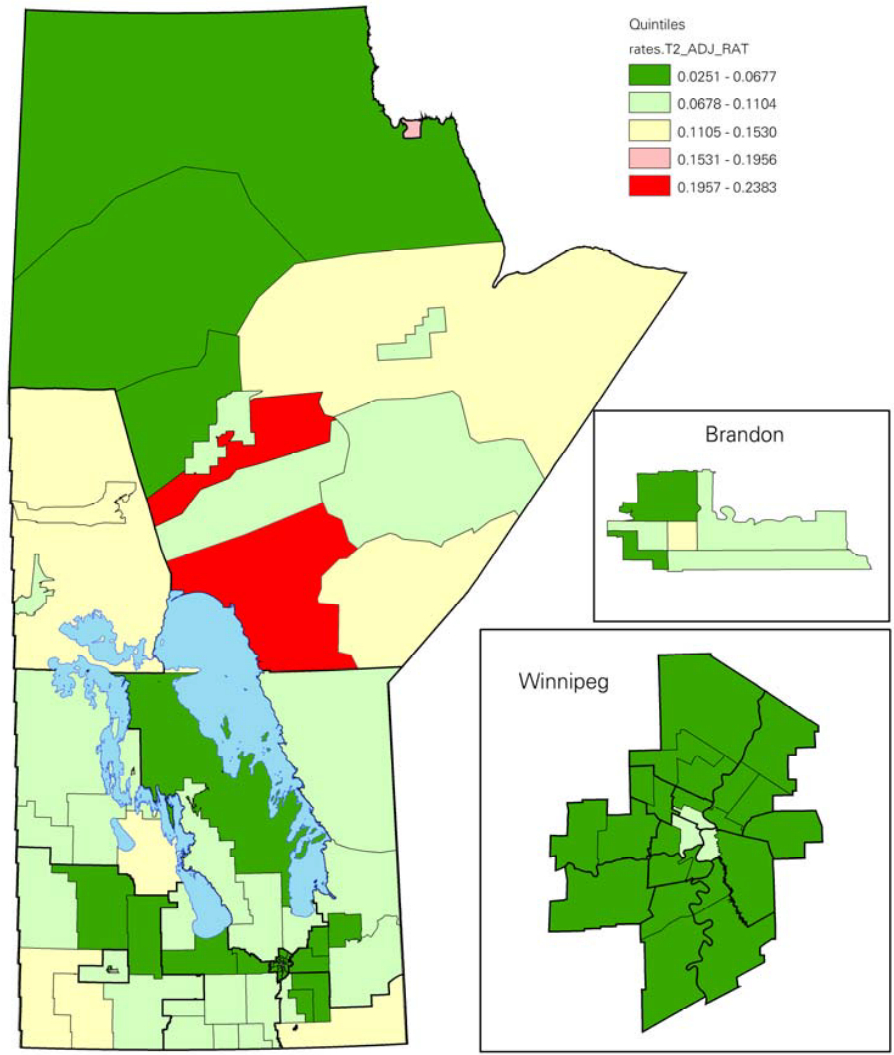 Quintiles
rates.T2_ADJ_RAT
0.0251 - 0.0677
0.0678 - 0.1104
0.1105 - 0.1530
0.1531 - 0.1956
0.1957 - 0.2383
Brandon
Winnipeg